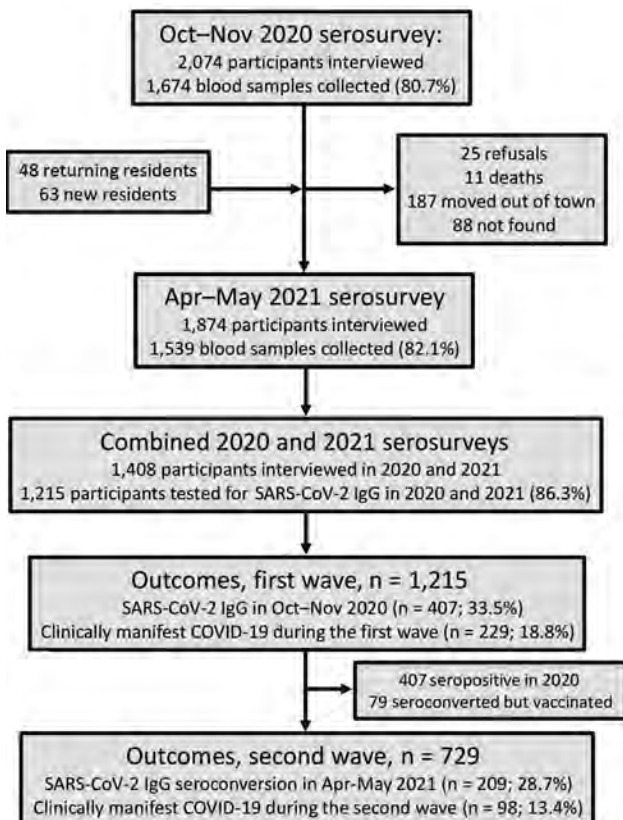 Oct–Nov 2020 serosurvey:
2,074 participants interviewed
1,674 blood samples collected (80.7%)
48 returning residents
63 new residents
25 refusals
11 deaths
187 moved out of town
88 not found
Apr–May 2021 serosurvey
1,874 participants interviewed
1,539 blood samples collected (82.1%)
Combined 2020 and 2021 serosurveys
1,408 participants interviewed in 2020 and 2021
1,215 participants tested for SARS-CoV-2 IgG in 2020 and 2021 (86.3%)
Outcomes, first wave, n = 1,215
SARS-CoV-2 IgG in Oct–Nov 2020 (n = 407; 33.5%)
Clinically manifest COVID-19 during the first wave (n = 229; 18.8%)
407 seropositive in 2020
79 seroconverted but vaccinated
Outcomes, second wave, n = 729
SARS-CoV-2 IgG seroconversion in Apr-May 2021 (n = 209; 28.7%)
Clinically manifest COVID-19 during the second wave (n = 98; 13.4%)